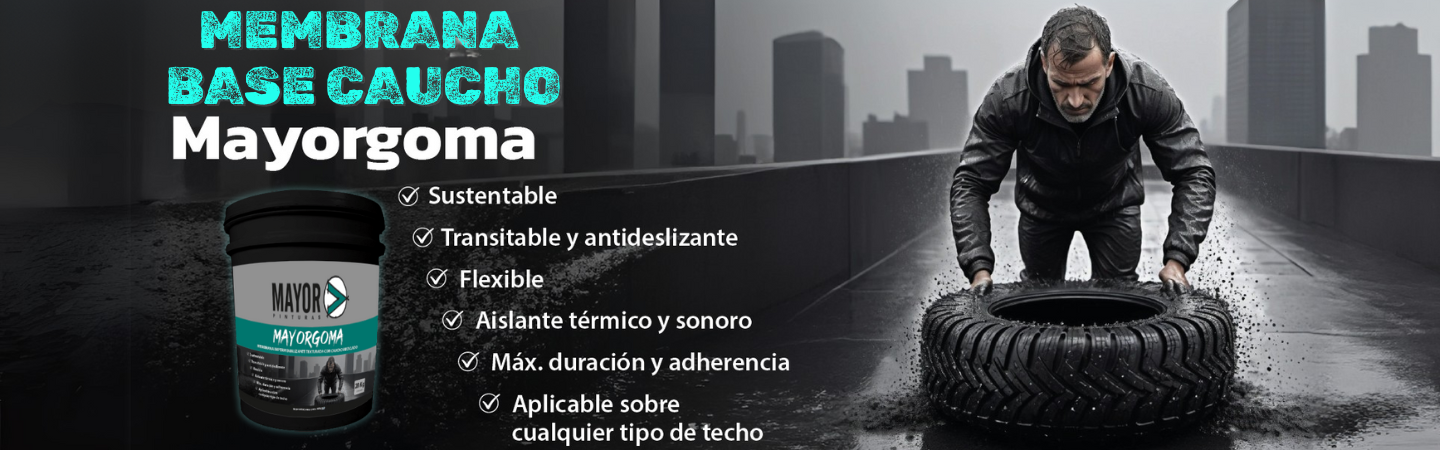 MEMBRANA
BASE CAUCHO
Mayorgoma
Sustentable
Transitable y antideslizante
Flexible
Aislante térmico y sonoro
Máx. duración y adherencia
Aplicable sobre
cualquier tipo de techo
MAYOR
PINTURAS
MAYORGOMA